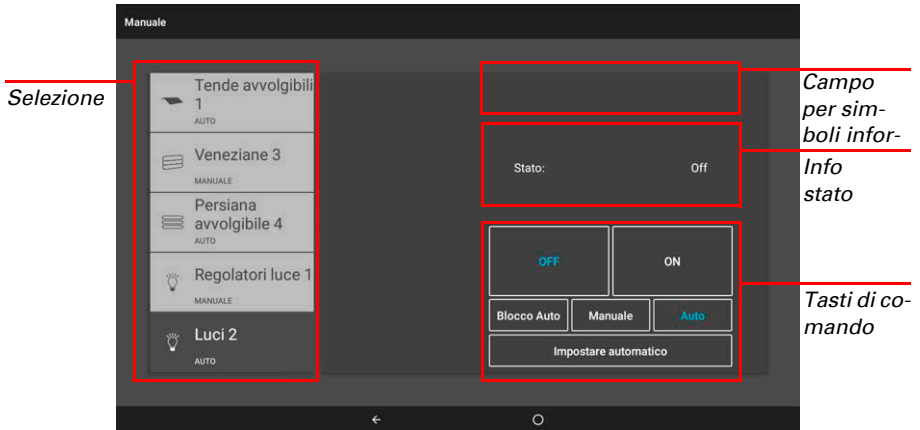 Manuale
Selezione
Tende avvolgibili
1
AUTO
Veneziane 3
MANUALE
Persiana
avvolgibile 4
AUTO
Regolatori luce 1
MANUALE
Luci 2
AUTO
Campo
per sim-
boli infor-
Stato: Off
Info
stato
OFF ON
Blocco Auto Manuale Auto
Impostare automatico
Tasti di co-
mando